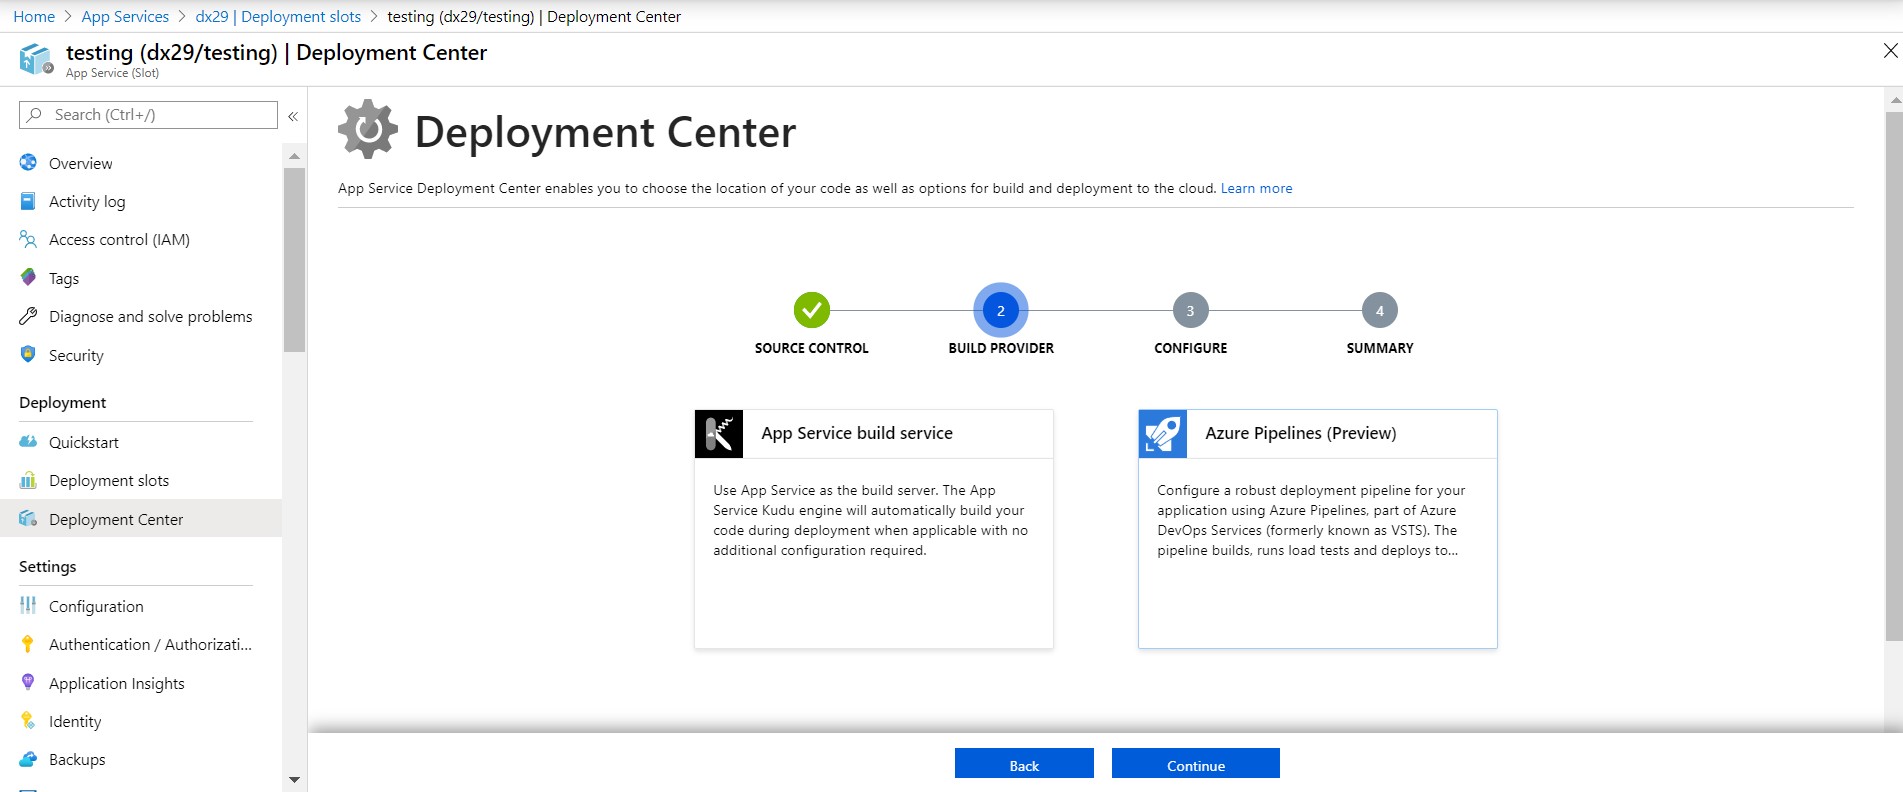 Home > App Services > dx29 | Deployment slots > testing (dx29/testing) | Deployment Center
testing (dx29/testing) | Deployment Center
App Service (Slot)
Search (Ctrl+/)
«
Overview
Activity log
Access control (IAM)
Tags
Diagnose and solve problems
Security
Deployment
Quickstart
Deployment slots
Deployment Center
Settings
Configuration
Authentication / Authorizati...
Application Insights
Identity
Backups
Deployment Center
App Service Deployment Center enables you to choose the location of your code as well as options for build and deployment to the cloud. Learn more
2
3
4
SOURCE CONTROL
BUILD PROVIDER
CONFIGURE
SUMMARY
App Service build service
Use App Service as the build server. The App
Service Kudu engine will automatically build your
code during deployment when applicable with no
additional configuration required.
Azure Pipelines (Preview)
Configure a robust deployment pipeline for your
application using Azure Pipelines, part of Azure
DevOps Services (formerly known as VSTS). The
pipeline builds, runs load tests and deploys to...
Back
Continue